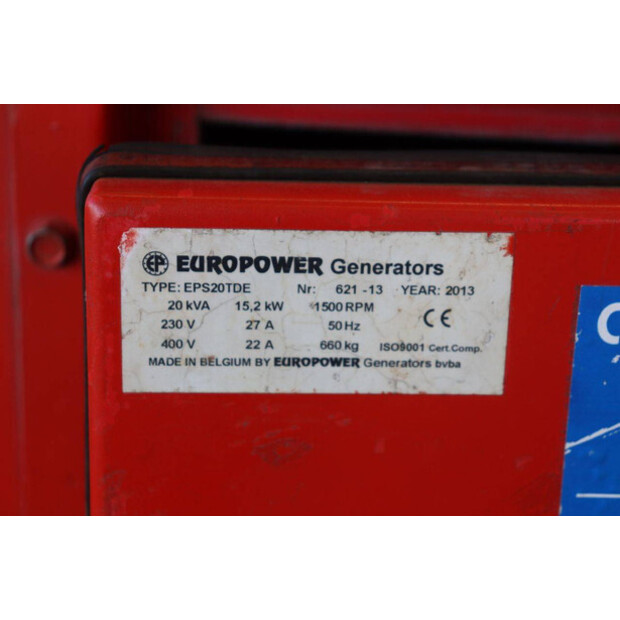 EP EUROPOWER Generators
TYPE: EPS20TDE Nr: 621 -13 YEAR: 2013
20 kVA 15,2 kW 1500 RPM
230 V 27 A 50 Hz CE
400 V 22 A 660 kg ISO9001 Cert.Comp.
MADE IN BELGIUM BY EUROPOWER Generators bvba